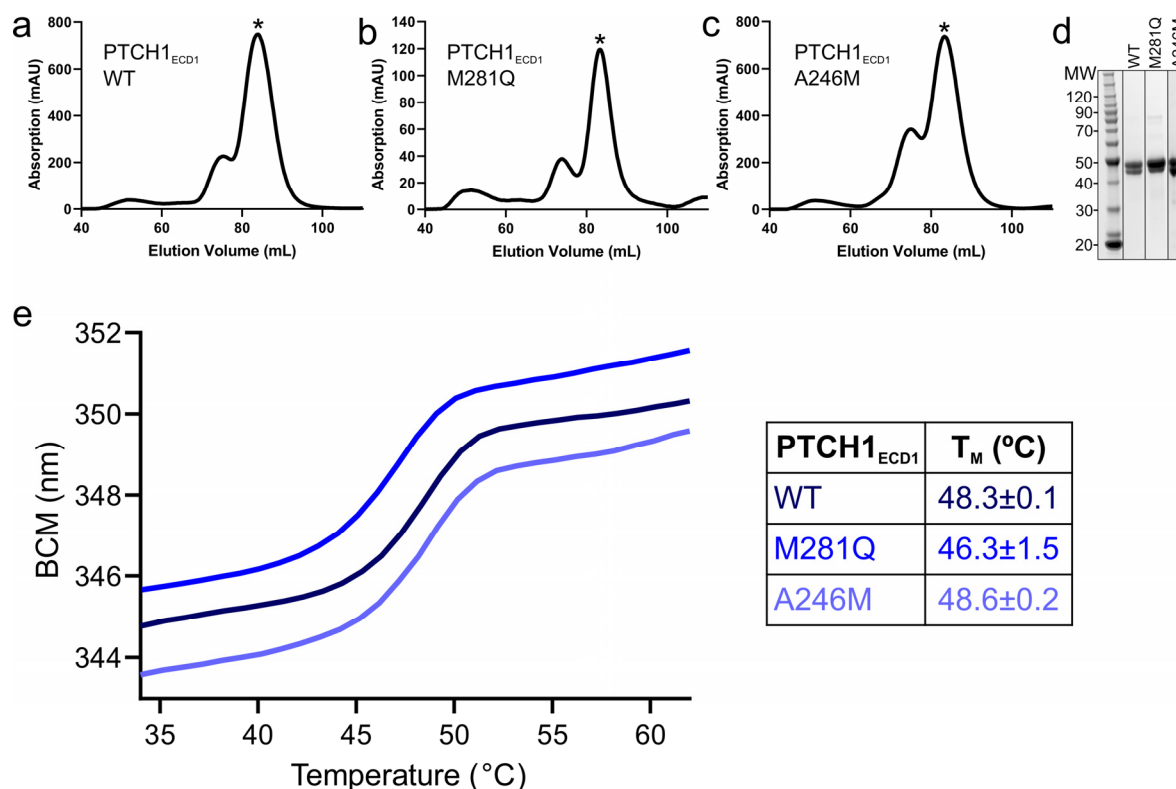 a
PTCH1ECD1
WT
*
Absorption (mAU)
800
600
400
200
0
40
60
80
100
Elution Volume (mL)
b
PTCH1ECD1
M281Q
*
Absorption (mAU)
140
120
100
80
60
40
20
0
40
60
80
100
Elution Volume (mL)
c
PTCH1ECD1
A246M
*
Absorption (mAU)
800
600
400
200
0
40
60
80
100
Elution Volume (mL)
d
MW
WT
M281Q
A246M
120
90
70
50
40
30
20
e
BCM (nm)
352
350
348
346
344
35
40
45
50
55
60
Temperature (°C)
PTCH1ECD1 TM (ºC)
WT 48.3±0.1
M281Q 46.3±1.5
A246M 48.6±0.2